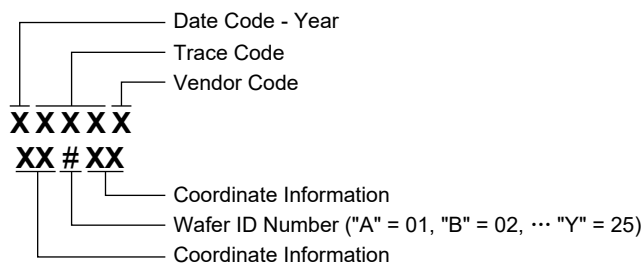 Date Code - Year
Trace Code
Vendor Code
XXXXX
XX # XX
Coordinate Information
Wafer ID Number ("A" = 01, "B" = 02, ··· "Y" = 25)
Coordinate Information